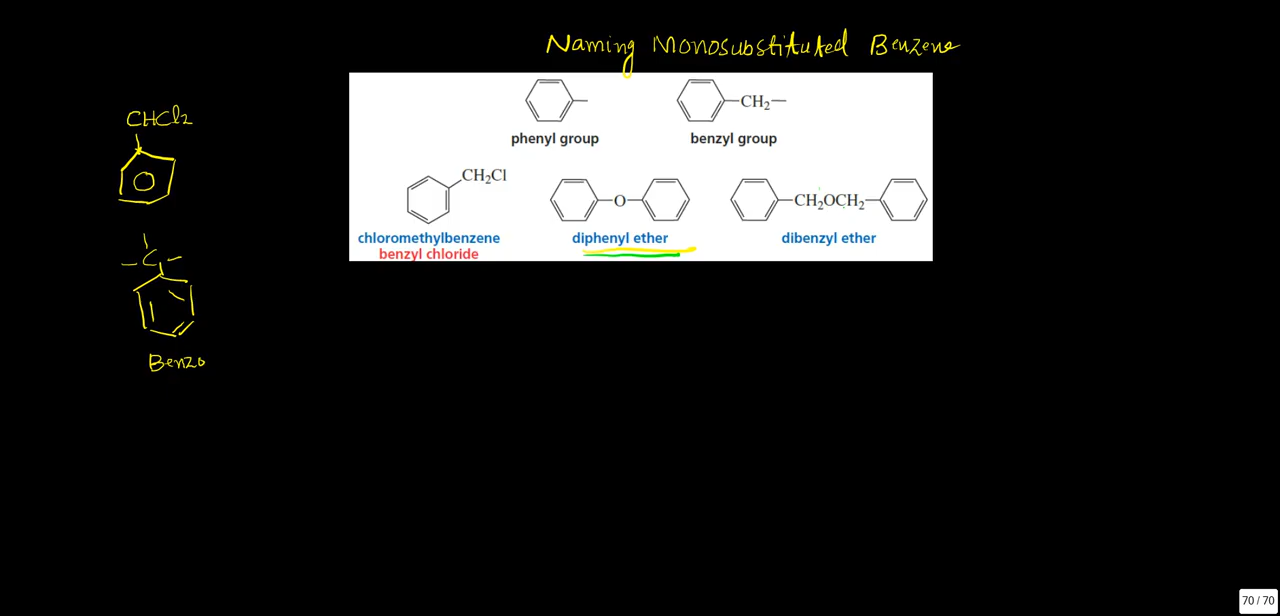 Naming Monosubstituted Benzene
CHCl2
phenyl group
CH2
benzyl group
CH2Cl
chloromethylbenzene
benzyl chloride
O
diphenyl ether
CH2OCH2
dibenzyl ether
C
Benzo
70 / 70